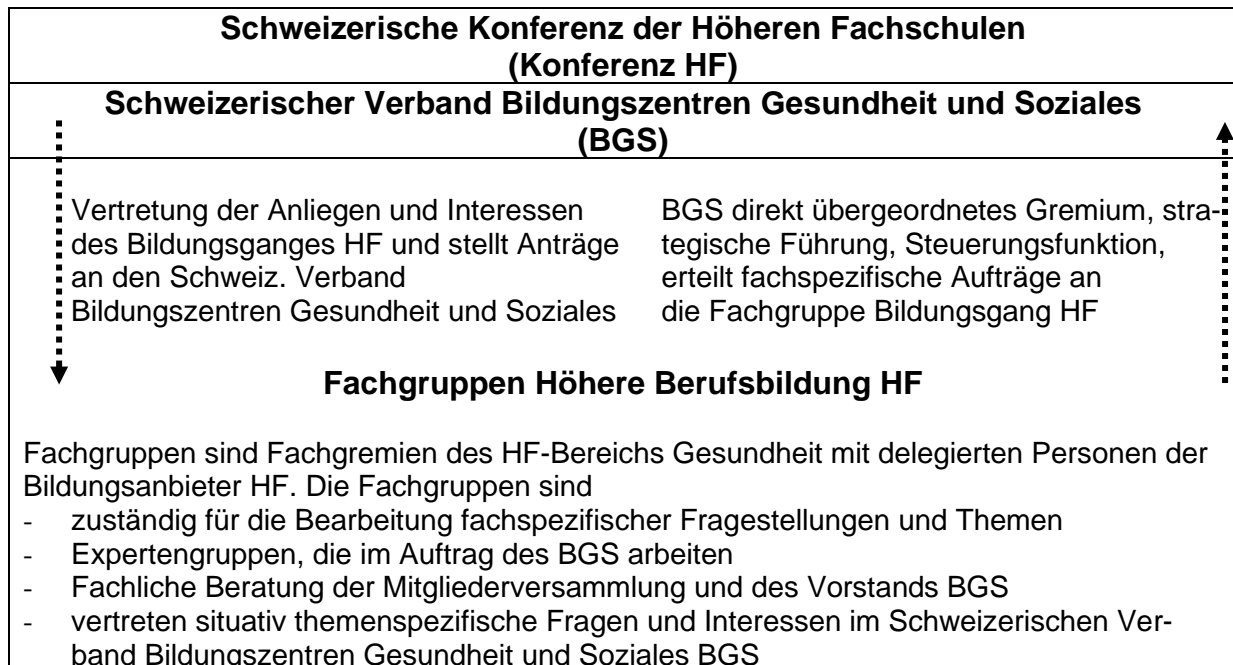 Schweizerische Konferenz der Höheren Fachschulen
(Konferenz HF)
Schweizerischer Verband Bildungszentren Gesundheit und Soziales
(BGS)
Vertretung der Anliegen und Interessen
des Bildungsganges HF und stellt Anträge
an den Schweiz. Verband
Bildungszentren Gesundheit und Soziales
BGS direkt übergeordnetes Gremium, stra-
tegische Führung, Steuerungsfunktion,
erteilt fachspezifische Aufträge an
die Fachgruppe Bildungsgang HF
Fachgruppen Höhere Berufsbildung HF
Fachgruppen sind Fachgremien des HF-Bereichs Gesundheit mit delegierten Personen der
Bildungsanbieter HF. Die Fachgruppen sind
- zuständig für die Bearbeitung fachspezifischer Fragestellungen und Themen
- Expertengruppen, die im Auftrag des BGS arbeiten
- Fachliche Beratung der Mitgliederversammlung und des Vorstands BGS
- vertreten situativ themenspezifische Fragen und Interessen im Schweizerischen Ver-
band Bildungszentren Gesundheit und Soziales BGS